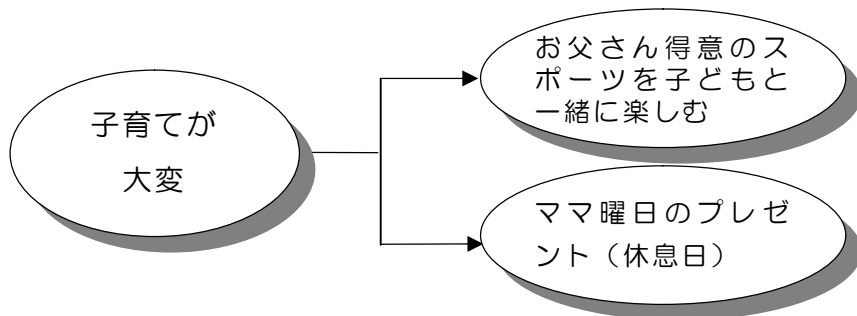 子育てが
大変
お父さん得意のス
ポーツを子どもと
一緒に楽しむ
ママ曜日のプレゼ
ント（休息日）